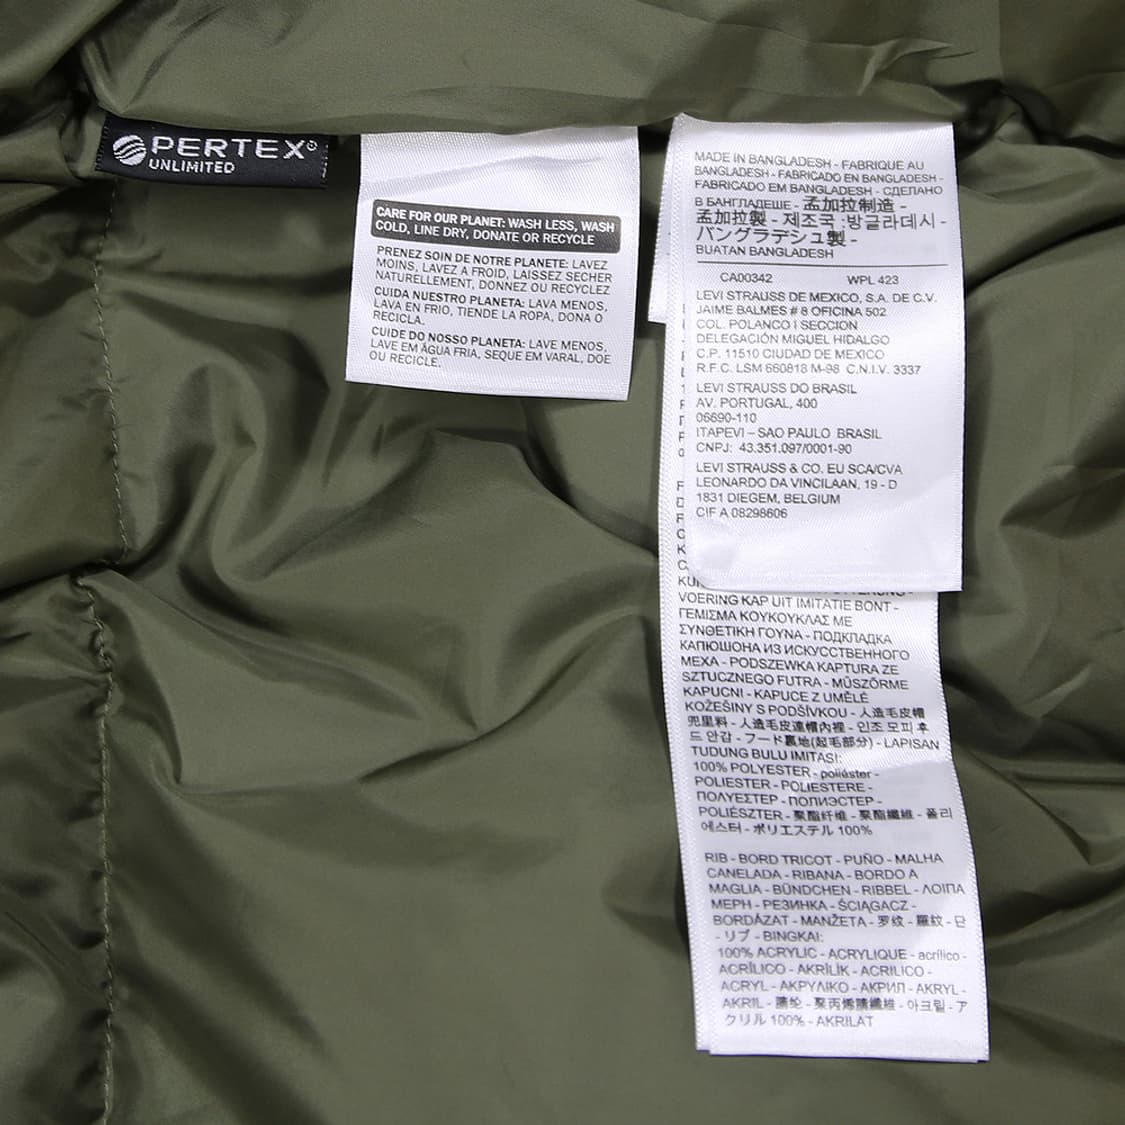 PERTEX
UNLIMITED
CARE FOR OUR PLANET: WASH LESS, WASH
COLD, LINE DRY, DONATE OR RECYCLE
PRENEZ SOIN DE NOTRE PLANETE: LAVEZ
MOINS, LAVEZ A FROID, LAISSEZ SECHER
NATURELLEMENT, DONNEZ OU RECYCLEZ
CUIDA NUESTRO PLANETA: LAVA MENOS,
LAVA EN FRIO, TIENDE LA ROPA, DONA O
RECICLA.
CUIDE DO NOSSO PLANETA: LAVE MENOS,
LAVE EM ÁGUA FRIA, SEQUE EM VARAL, DOE
OU RECICLE.
MADE IN BANGLADESH - FABRIQUE AU
BANGLADESH - FABRICADO EN BANGLADESH -
FABRICADO EM BANGLADESH - СДЕЛАНО
В БАНГЛАДЕШЕ - 孟加拉制造 -
孟加拉製 - 제조국 :방글라데시 -
バングラデシュ製 -
BUATAN BANGLADESH
CA00342 WPL 423
LEVI STRAUSS DE MEXICO, S.A. DE C.V.
JAIME BALMES # 8 OFICINA 502
COL. POLANCO I SECCION
DELEGACIÓN MIGUEL HIDALGO
C.P. 11510 CIUDAD DE MEXICO
R.F.C. LSM 660818 M-98 C.N.I.V. 3337
LEVI STRAUSS DO BRASIL
AV. PORTUGAL, 400
06690-110
ITAPEVI – SAO PAULO BRASIL
CNPJ: 43.351.097/0001-90
LEVI STRAUSS & CO. EU SCA/CVA
LEONARDO DA VINCILAAN, 19 - D
1831 DIEGEM, BELGIUM
CIF A 08298606
VOERING KAP UIT IMITATIE BONT -
ΓΕΜΙΣΜΑ ΚΟΥΚΟΥΚΛΑΣ ΜΕ
ΣΥΝΘΕΤΙΚΗ ΓΟΥΝΑ - ПОДКЛАДКА
КАПЮШОНА ИЗ ИСКУССТВЕННОГО
МЕХА - PODSZEWKA KAPTURA ZE
SZTUCZNEGO FUTRA - MŰSZŐRME
KAPUCNI - KAPUCE Z UMĚLÉ
KOŽEŠINY S PODŠÍVKOU - 人造毛皮帽
兜里料 - 人造毛皮連帽內裡 - 인조 모피 후
드 안감 - フード裏地(起毛部分) - LAPISAN
TUDUNG BULU IMITASI:
100% POLYESTER - poliéster -
POLIESTER - POLIESTERE -
ΠΟΛΥΕΣΤΕΡ - ПОЛИЭСТЕР -
POLIÉSZTER - 聚酯纤维 - 聚酯纖維 - 폴리
에스터 - ポリエステル 100%
RIB - BORD TRICOT - PUÑO - MALHA
CANELADA - RIBANA - BORDO A
MAGLIA - BÜNDCHEN - RIBBEL - ΛΟΙΠΑ
ΜΕΡΗ - РЕЗИНКА - ŚCIĄGACZ -
BORDÁZAT - MANŽETA - 罗纹 - 羅紋 - 단
- リブ - BINGKAI:
100% ACRYLIC - ACRYLIQUE - acrílico -
ACRÍLICO - AKRİLİK - ACRILICO -
ACRYL - ΑΚΡΥΛΙΚΟ - АКРИЛ - AKRYL -
AKRIL - 腈纶 - 聚丙烯腈纖維 - 아크릴 - ア
クリル 100% - AKRILAT